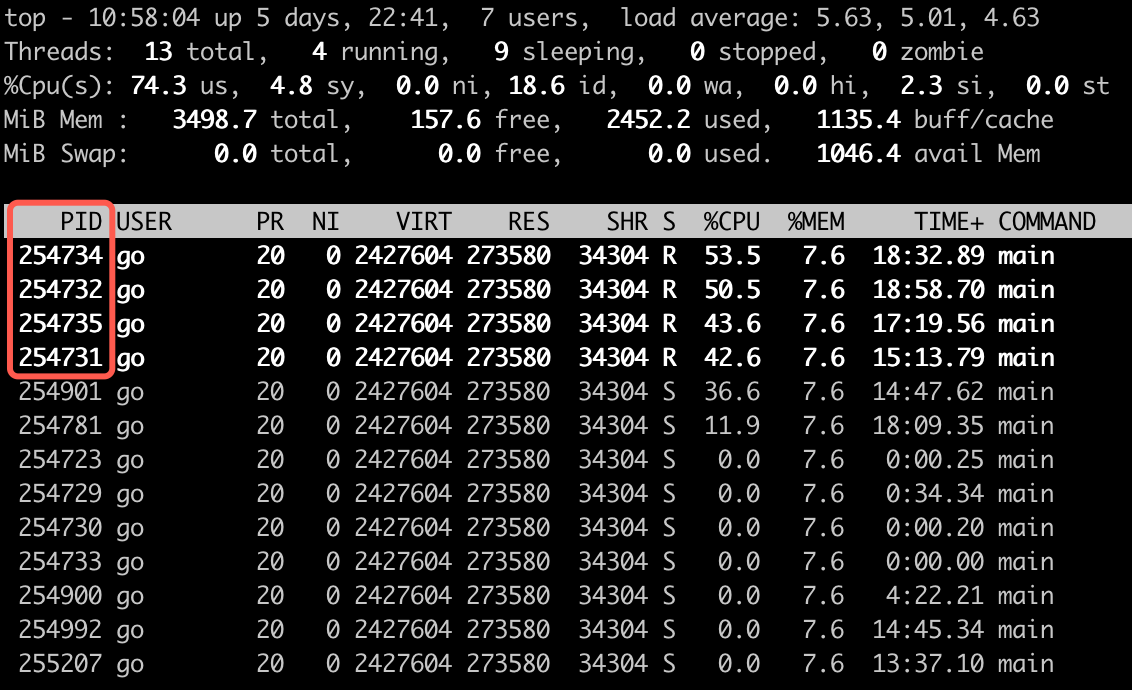 top - 10:58:04 up 5 days, 22:41,  7 users,  load average: 5.63, 5.01, 4.63
Threads:  13 total,   4 running,   9 sleeping,   0 stopped,   0 zombie
%Cpu(s): 74.3 us,  4.8 sy,  0.0 ni, 18.6 id,  0.0 wa,  0.0 hi,  2.3 si,  0.0 st
MiB Mem :   3498.7 total,    157.6 free,   2452.2 used,   1135.4 buff/cache
MiB Swap:      0.0 total,      0.0 free,      0.0 used.   1046.4 avail Mem
PID USER      PR  NI    VIRT    RES    SHR S  %CPU  %MEM     TIME+ COMMAND
254734 go        20   0 2427604 273580  34304 R  53.5   7.6  18:32.89 main
254732 go        20   0 2427604 273580  34304 R  50.5   7.6  18:58.70 main
254735 go        20   0 2427604 273580  34304 R  43.6   7.6  17:19.56 main
254731 go        20   0 2427604 273580  34304 R  42.6   7.6  15:13.79 main
254901 go        20   0 2427604 273580  34304 S  36.6   7.6  14:47.62 main
254781 go        20   0 2427604 273580  34304 S  11.9   7.6  18:09.35 main
254723 go        20   0 2427604 273580  34304 S   0.0   7.6   0:00.25 main
254729 go        20   0 2427604 273580  34304 S   0.0   7.6   0:34.34 main
254730 go        20   0 2427604 273580  34304 S   0.0   7.6   0:00.20 main
254733 go        20   0 2427604 273580  34304 S   0.0   7.6   0:00.00 main
254900 go        20   0 2427604 273580  34304 S   0.0   7.6   4:22.21 main
254992 go        20   0 2427604 273580  34304 S   0.0   7.6  14:45.34 main
255207 go        20   0 2427604 273580  34304 S   0.0   7.6  13:37.10 main